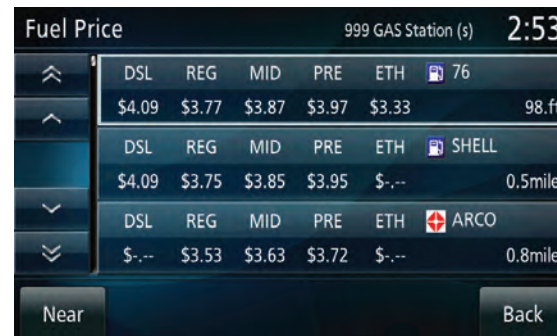 Fuel Price 999 GAS Station (s) 2:53
DSL REG MID PRE ETH 76
$4.09 $3.77 $3.87 $3.97 $3.33 98.ft
DSL REG MID PRE ETH SHELL
$4.09 $3.75 $3.85 $3.95 $-.-- 0.5mile
DSL REG MID PRE ETH ARCO
$-.-- $3.53 $3.63 $3.72 $-.-- 0.8mile
Near Back